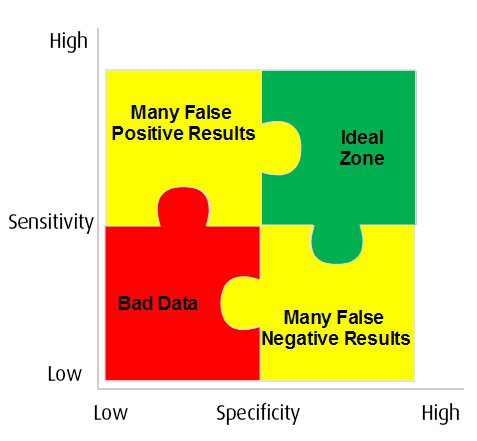 High
Many False
Positive Results
Ideal
Zone
Sensitivity
Bad Data
Many False
Negative Results
Low
Low
Specificity
High